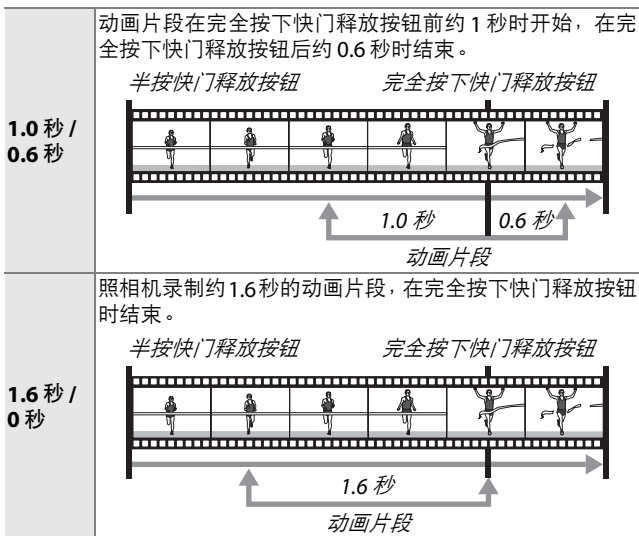 动画片段在完全按下快门释放按钮前约 1 秒时开始，在完
全按下快门释放按钮后约 0.6 秒时结束。
半按快门释放按钮 完全按下快门释放按钮
1.0 秒 /
0.6 秒
1.0 秒 0.6 秒
动画片段
照相机录制约1.6秒的动画片段，在完全按下快门释放按钮
时结束。
半按快门释放按钮 完全按下快门释放按钮
1.6 秒 /
0 秒
1.6 秒
动画片段